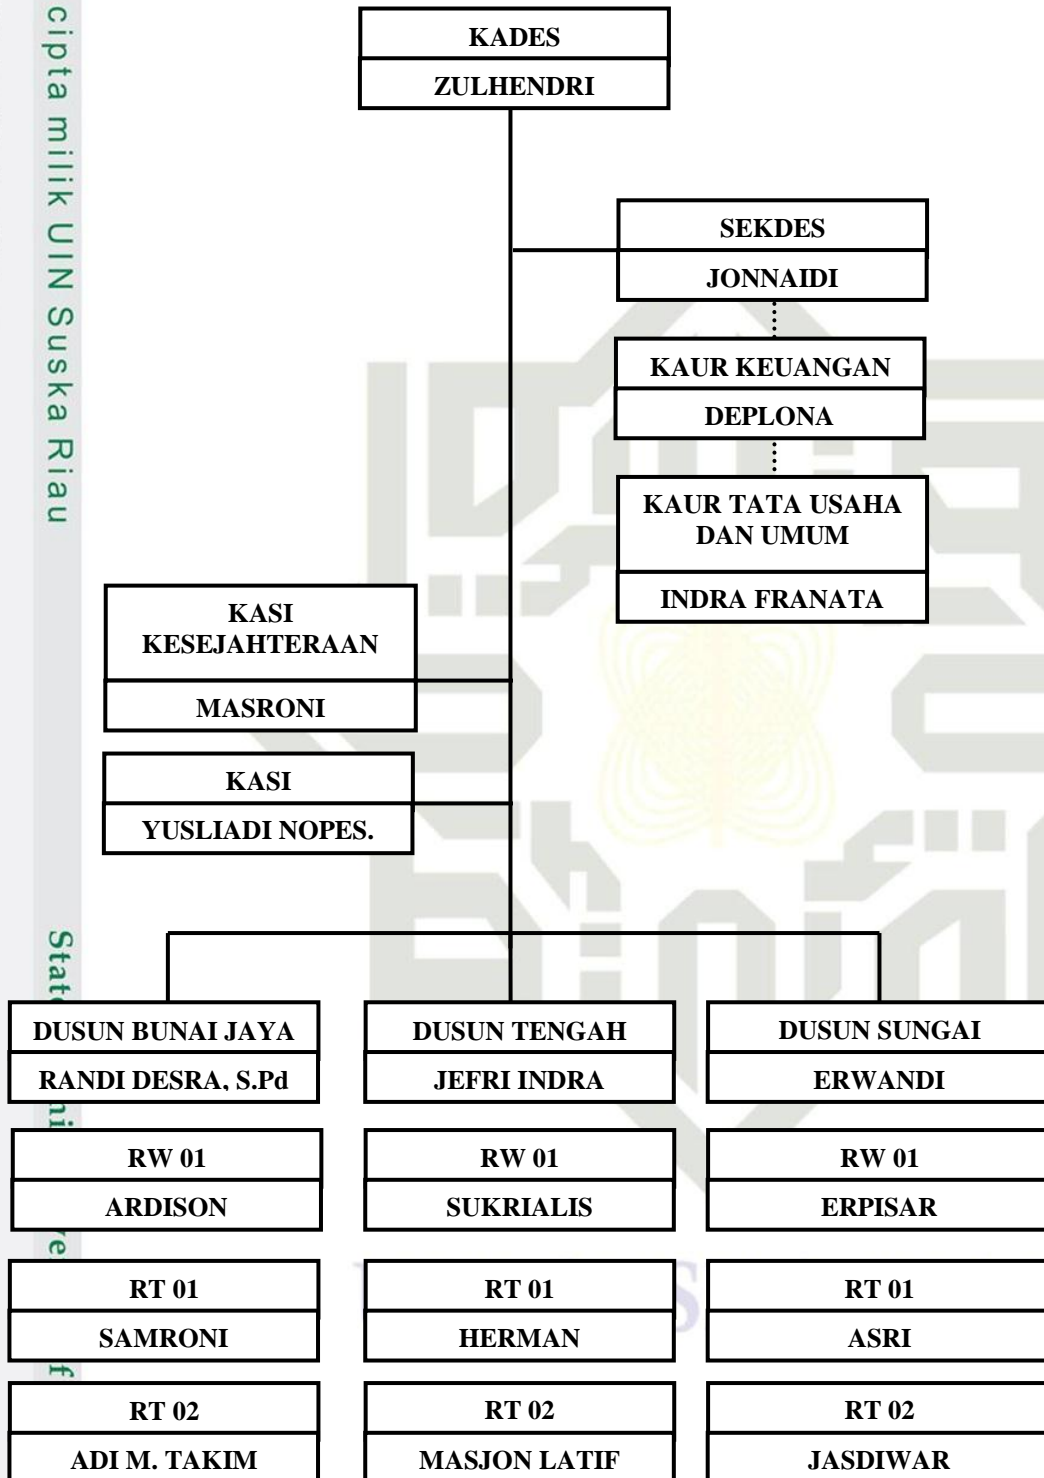 cipta milik UIN Suska Riau
KADES
ZULHENDRI
SEKDES
JONNAIDI
KAUR KEUANGAN
DEPLONA
KAUR TATA USAHA
DAN UMUM
INDRA FRANATA
KASI
KESEJAHTERAAN
MASRONI
KASI
YUSLIADI NOPES.
DUSUN BUNAI JAYA
RANDI DESRA, S.Pd
DUSUN TENGAH
JEFRI INDRA
DUSUN SUNGAI
ERWANDI
RW 01
ARDISON
RW 01
SUKRIALIS
RW 01
ERPISAR
RT 01
SAMRONI
RT 01
HERMAN
RT 01
ASRI
RT 02
ADI M. TAKIM
RT 02
MASJON LATIF
RT 02
JASDIWAR